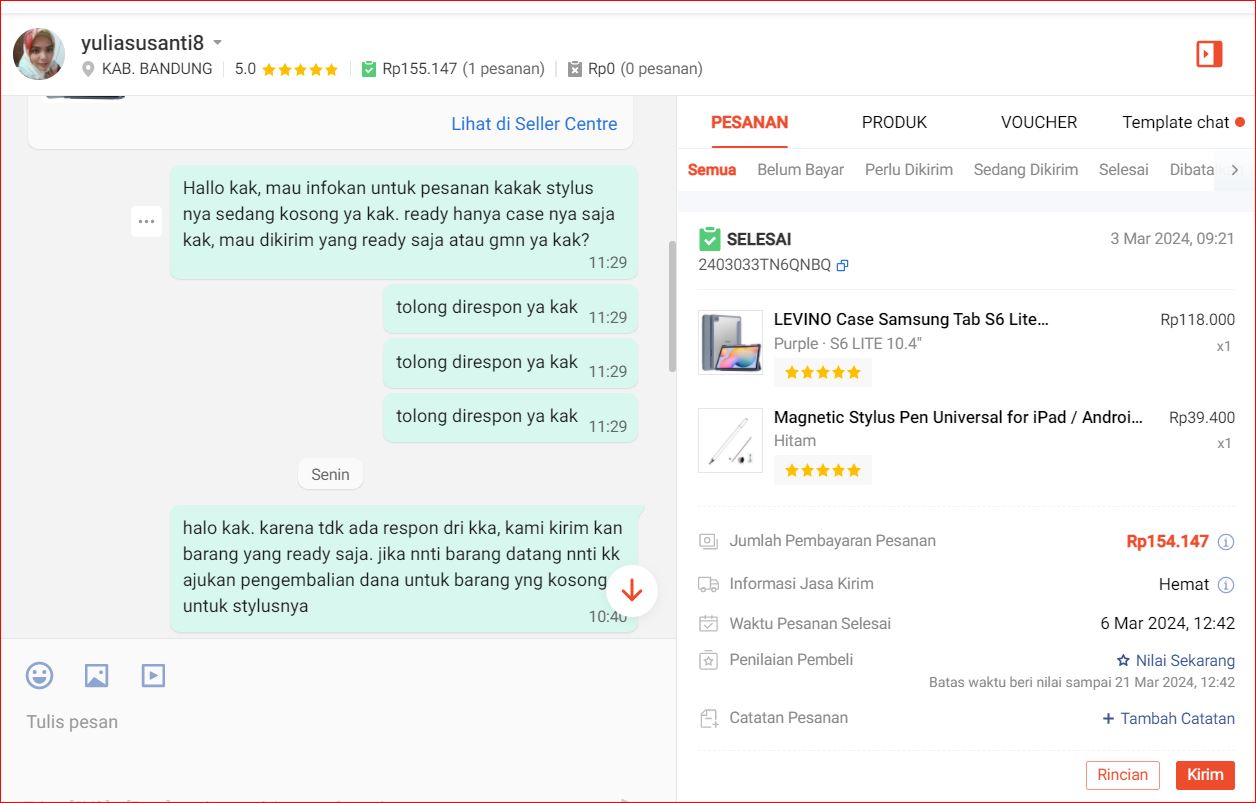 yuliasusanti8
KAB. BANDUNG 5.0 Rp155.147 (1 pesanan) Rp0 (0 pesanan)
Lihat di Seller Centre
Hallo kak, mau infokan untuk pesanan kakak stylus
nya sedang kosong ya kak. ready hanya case nya saja
kak, mau dikirim yang ready saja atau gmn ya kak?
11:29
tolong direspon ya kak 11:29
tolong direspon ya kak 11:29
tolong direspon ya kak 11:29
Senin
halo kak. karena tdk ada respon dri kka, kami kirim kan
barang yang ready saja. jika nnti barang datang nnti kk
ajukan pengembalian dana untuk barang yng kosong
untuk stylusnya
10:40
Tulis pesan
PESANAN PRODUK VOUCHER Template chat
Semua Belum Bayar Perlu Dikirim Sedang Dikirim Selesai Dibata
SELESAI 3 Mar 2024, 09:21
2403033TN6QNBQ
LEVINO Case Samsung Tab S6 Lite... Rp118.000
Purple · S6 LITE 10.4" x1
Magnetic Stylus Pen Universal for iPad / Androi... Rp39.400
Hitam x1
Jumlah Pembayaran Pesanan Rp154.147
Informasi Jasa Kirim Hemat
Waktu Pesanan Selesai 6 Mar 2024, 12:42
Penilaian Pembeli Nilai Sekarang
Batas waktu beri nilai sampai 21 Mar 2024, 12:42
Catatan Pesanan + Tambah Catatan
Rincian Kirim